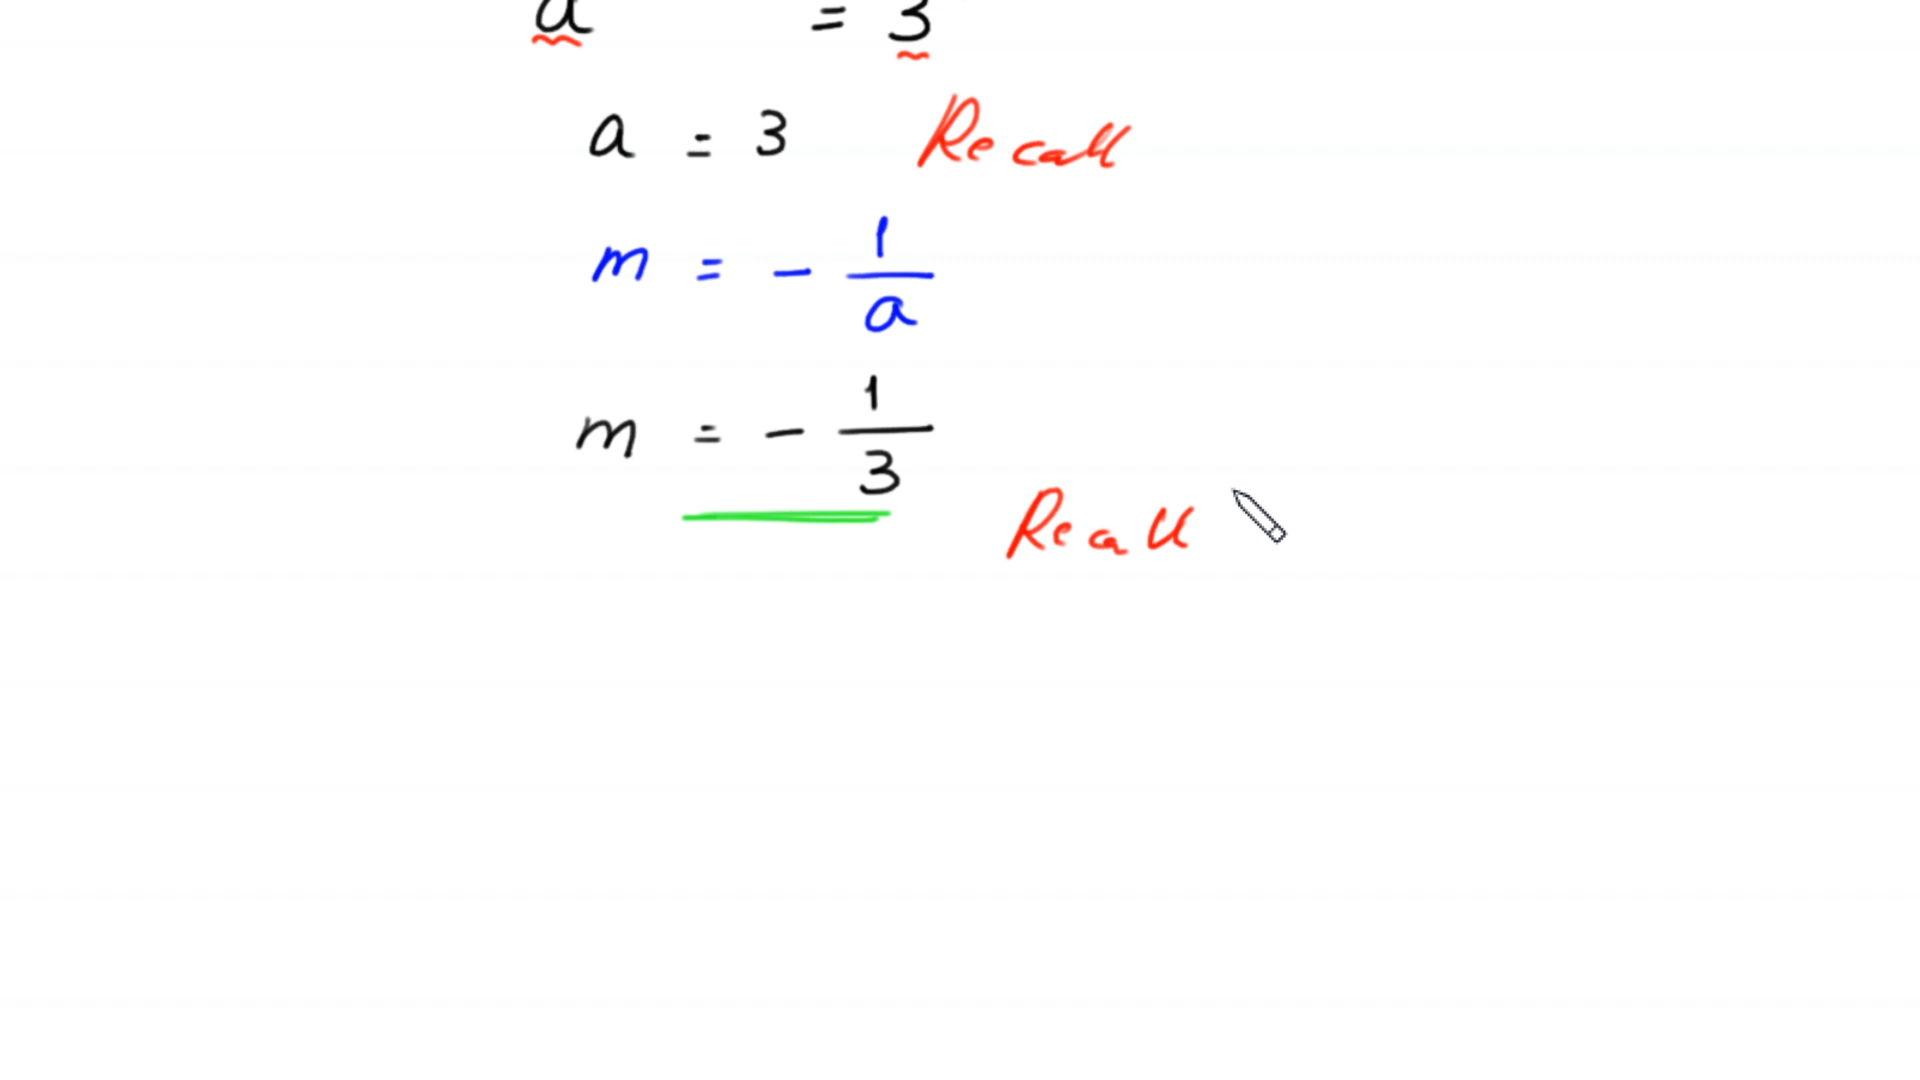 a = 3
a = 3 Recall
m = - 1/a
m = - 1/3
Recall